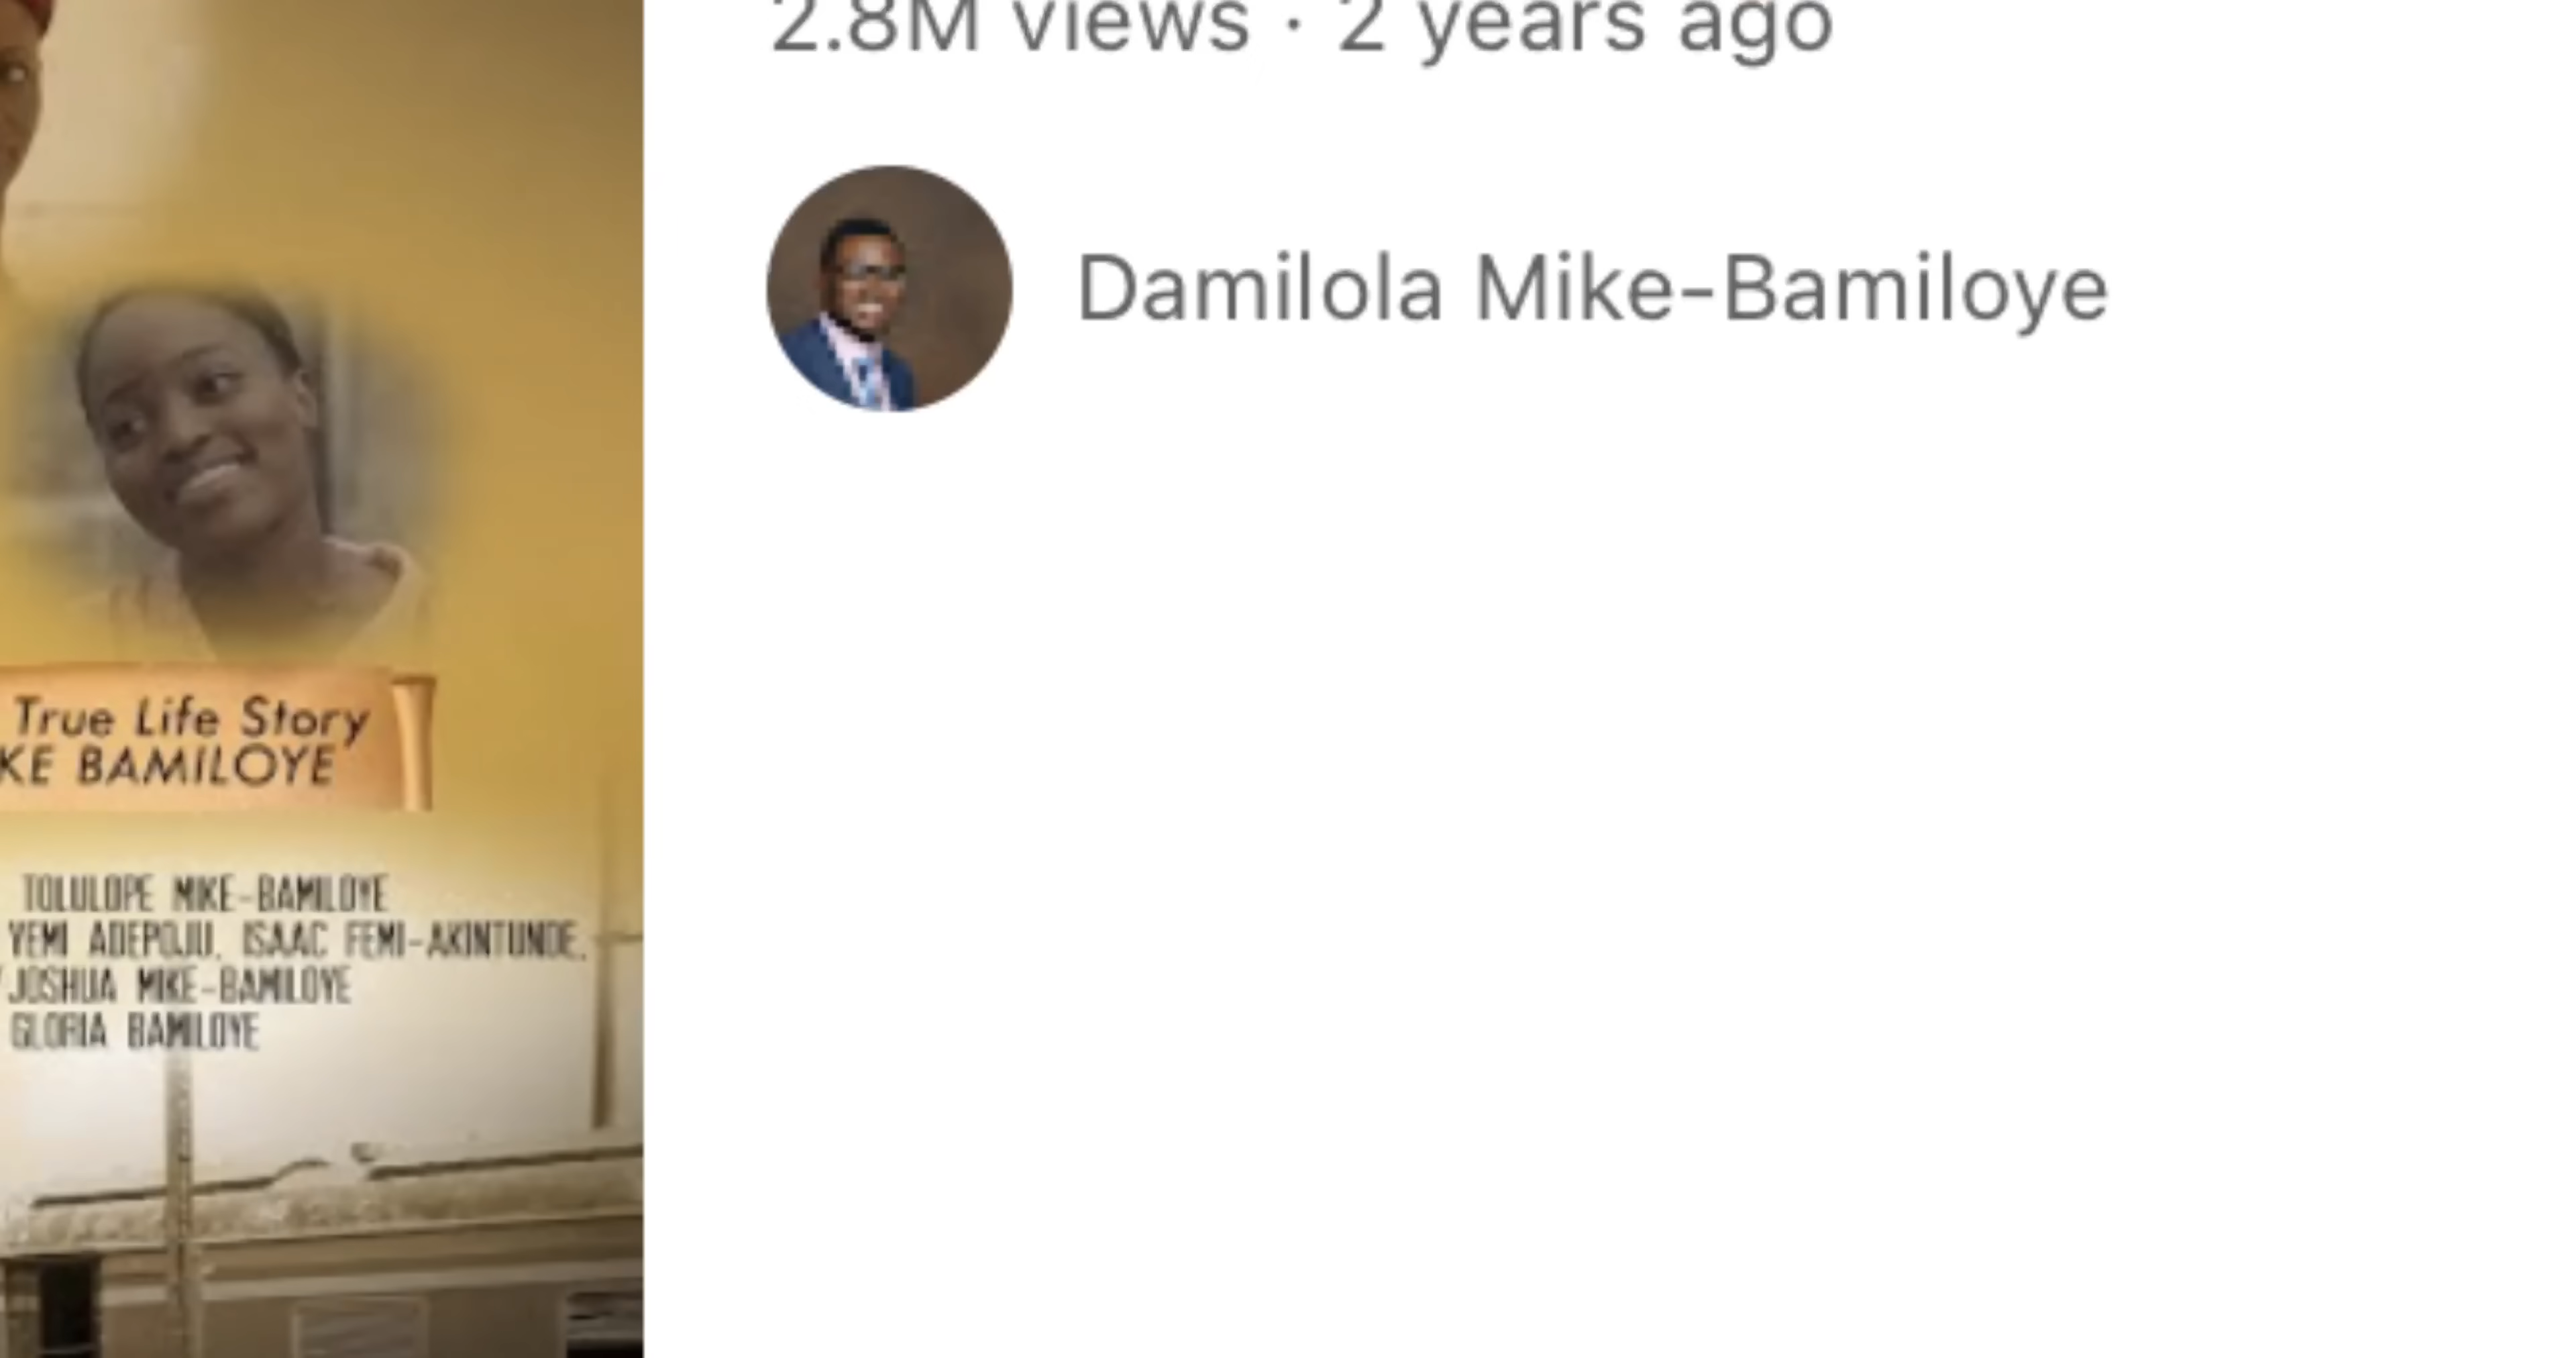 2.8M views · 2 years ago
Damilola Mike-Bamiloye
True Life Story
KE BAMILOYE
TOLULOPE MIKE-BAMILOYE
YEMI ADEPOJU, ISAAC FEMI-AKINTUNDE,
JOSHUA MIKE-BAMILOYE
GLORIA BAMILOYE